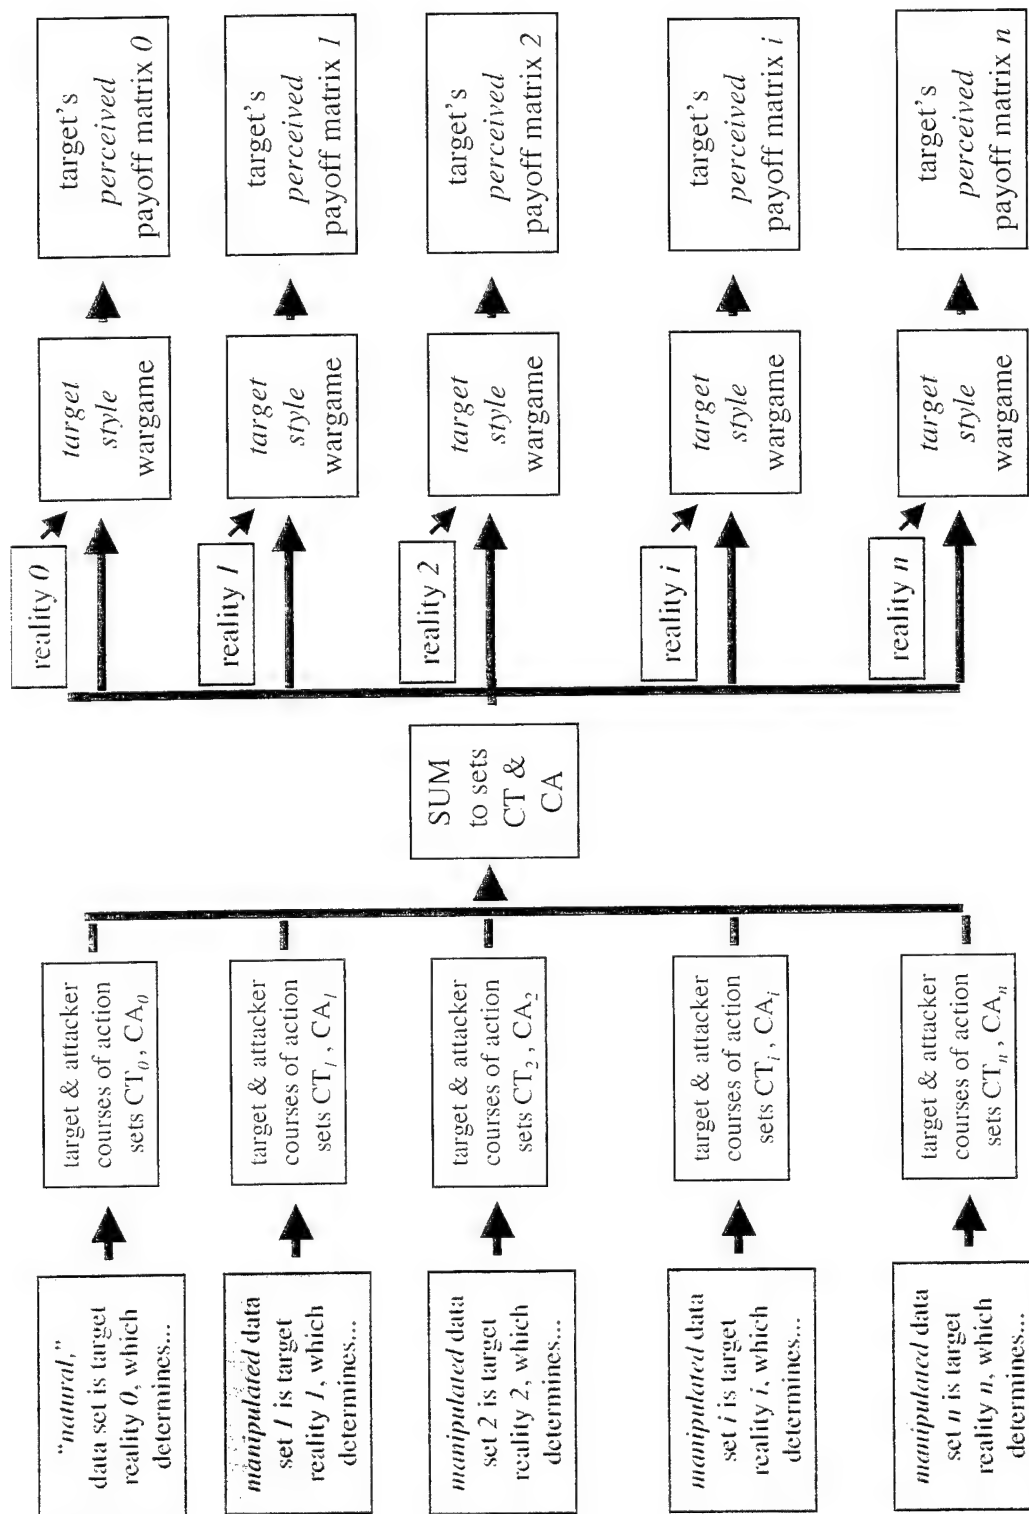 "natural,"
data set is target
reality 0, which
determines...
target & attacker
courses of action
sets CT0, CA0
reality 0
target
style
wargame
target's
perceived
payoff matrix 0
manipulated data
set 1 is target
reality 1, which
determines...
target & attacker
courses of action
sets CT1, CA1
reality 1
target
style
wargame
target's
perceived
payoff matrix 1
manipulated data
set 2 is target
reality 2, which
determines...
target & attacker
courses of action
sets CT2, CA2
SUM
to sets
CT &
CA
reality 2
target
style
wargame
target's
perceived
payoff matrix 2
manipulated data
set i is target
reality i, which
determines...
target & attacker
courses of action
sets CTi, CAi
reality i
target
style
wargame
target's
perceived
payoff matrix i
manipulated data
set n is target
reality n, which
determines...
target & attacker
courses of action
sets CTn, CAn
reality n
target
style
wargame
target's
perceived
payoff matrix n